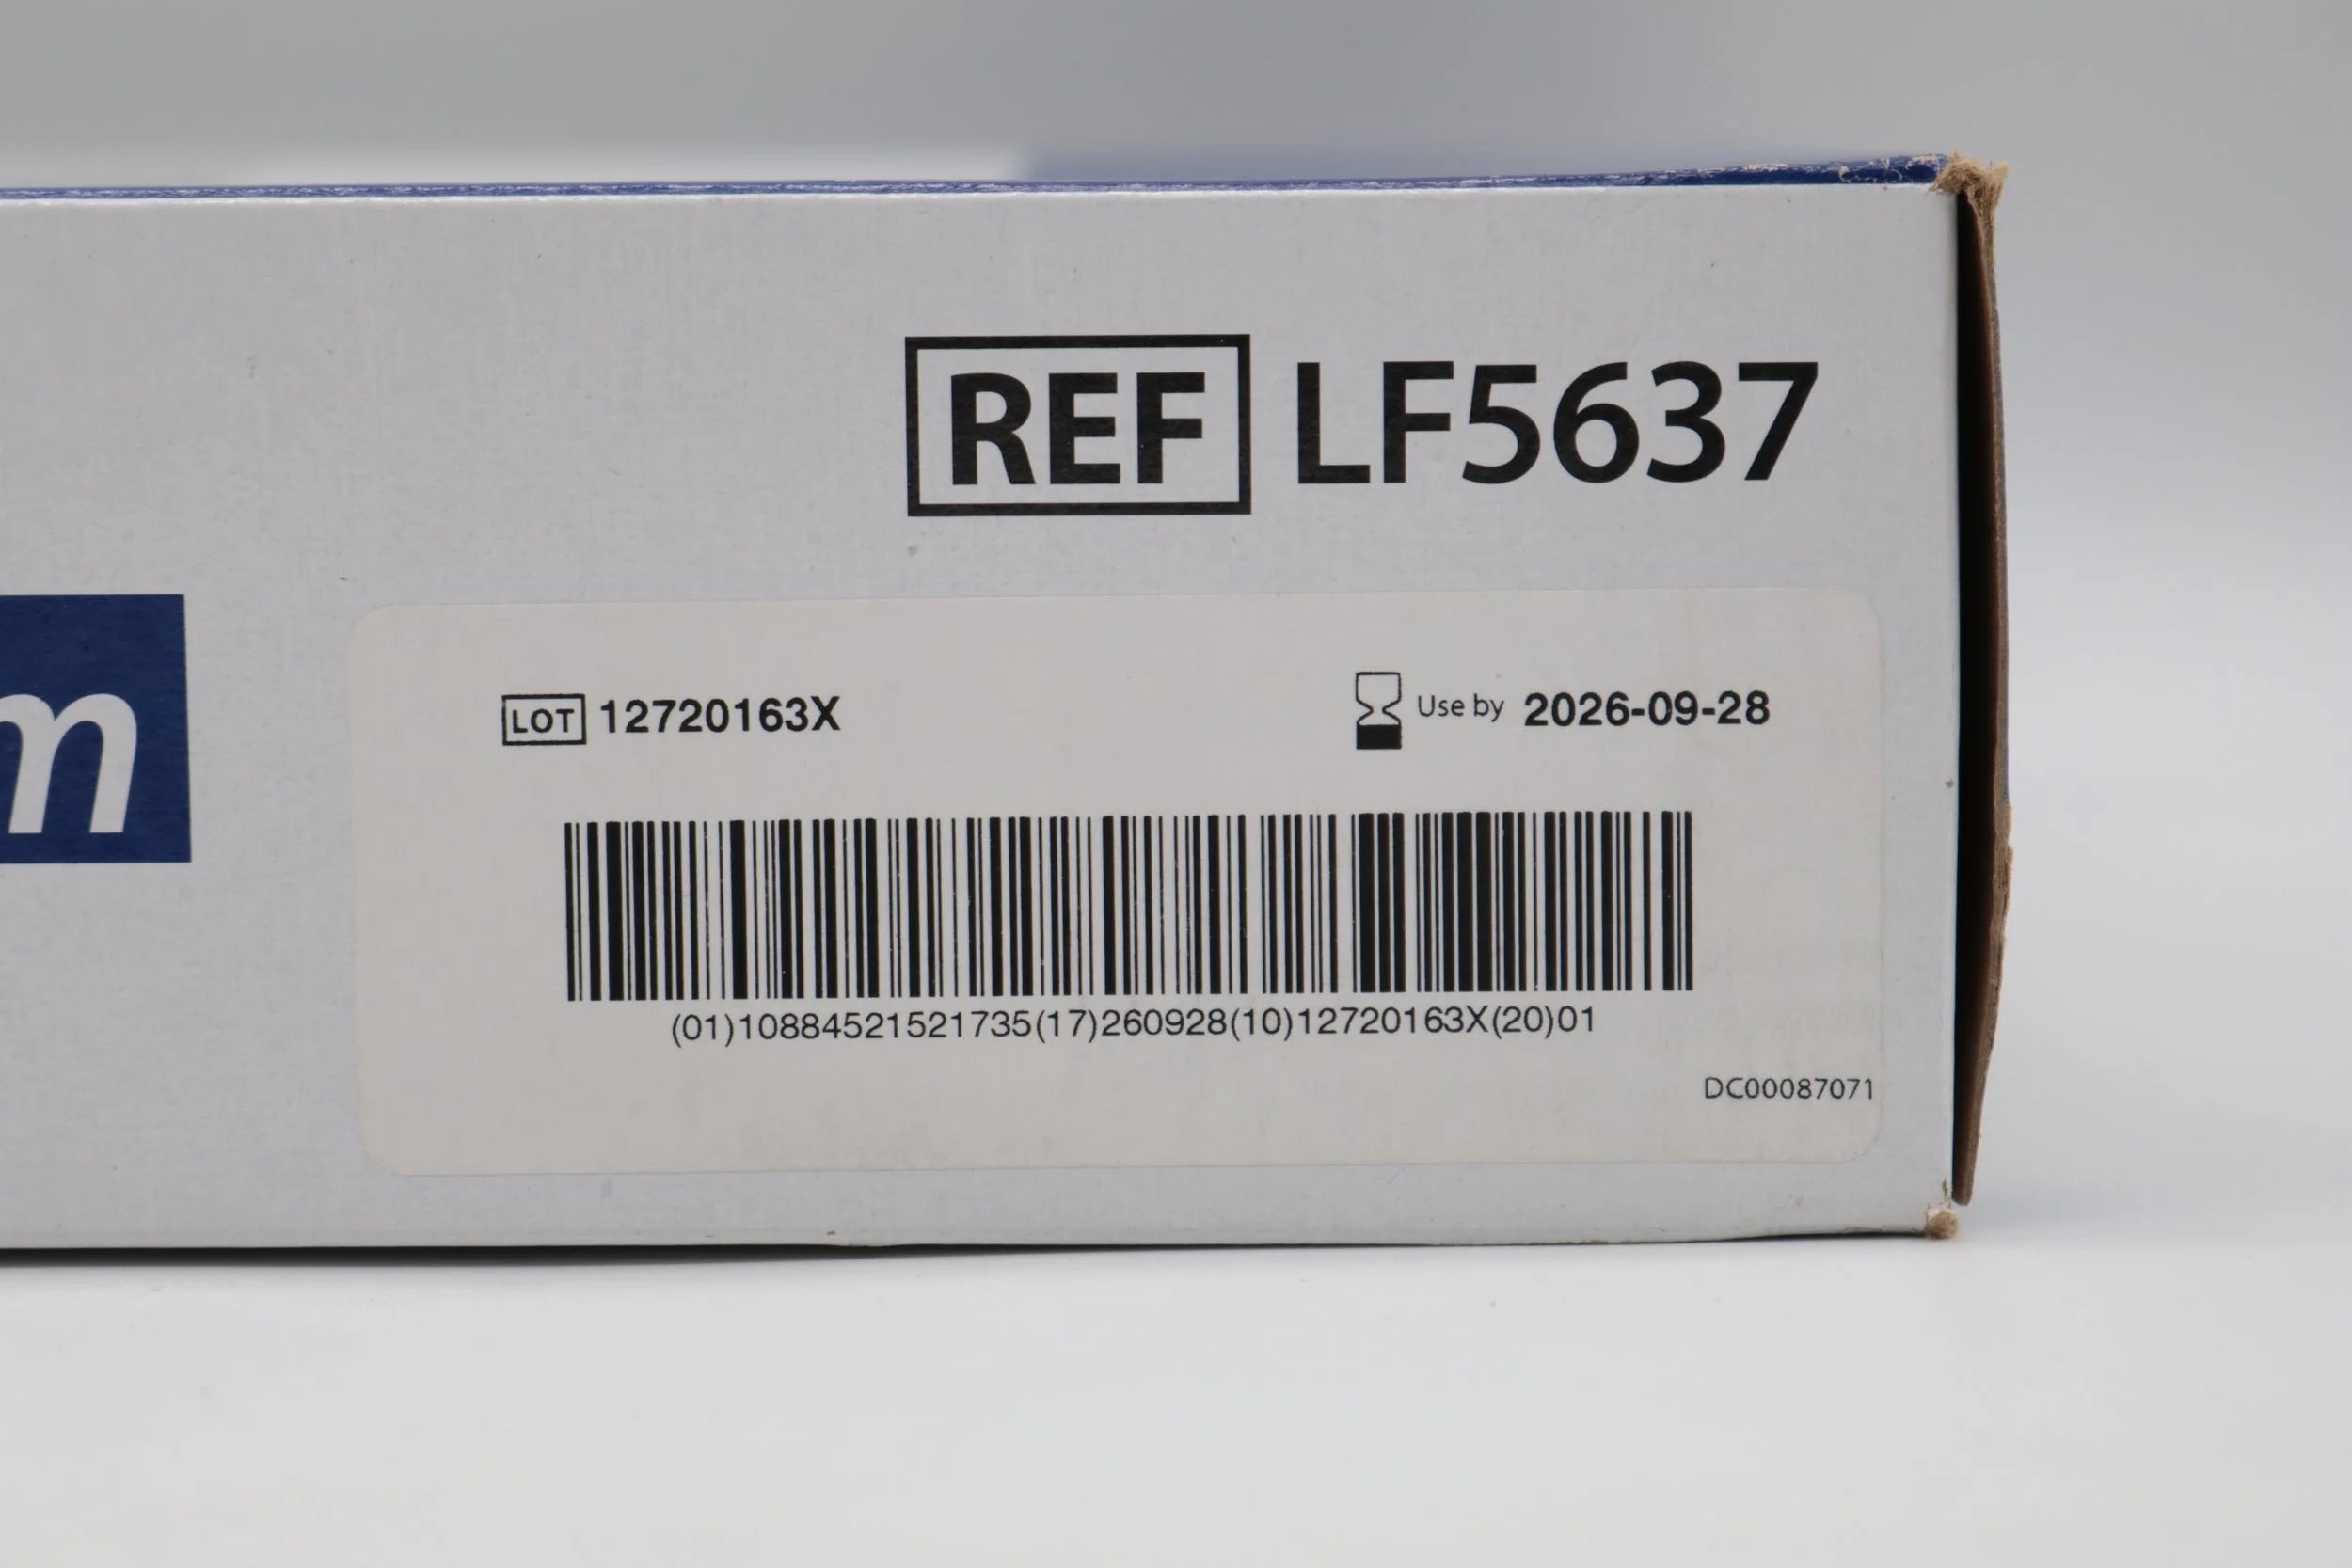 REF LF5637
m
LOT 12720163X
Use by 2026-09-28
(01)10884521521735(17)260928(10)12720163X(20)01
DC00087071